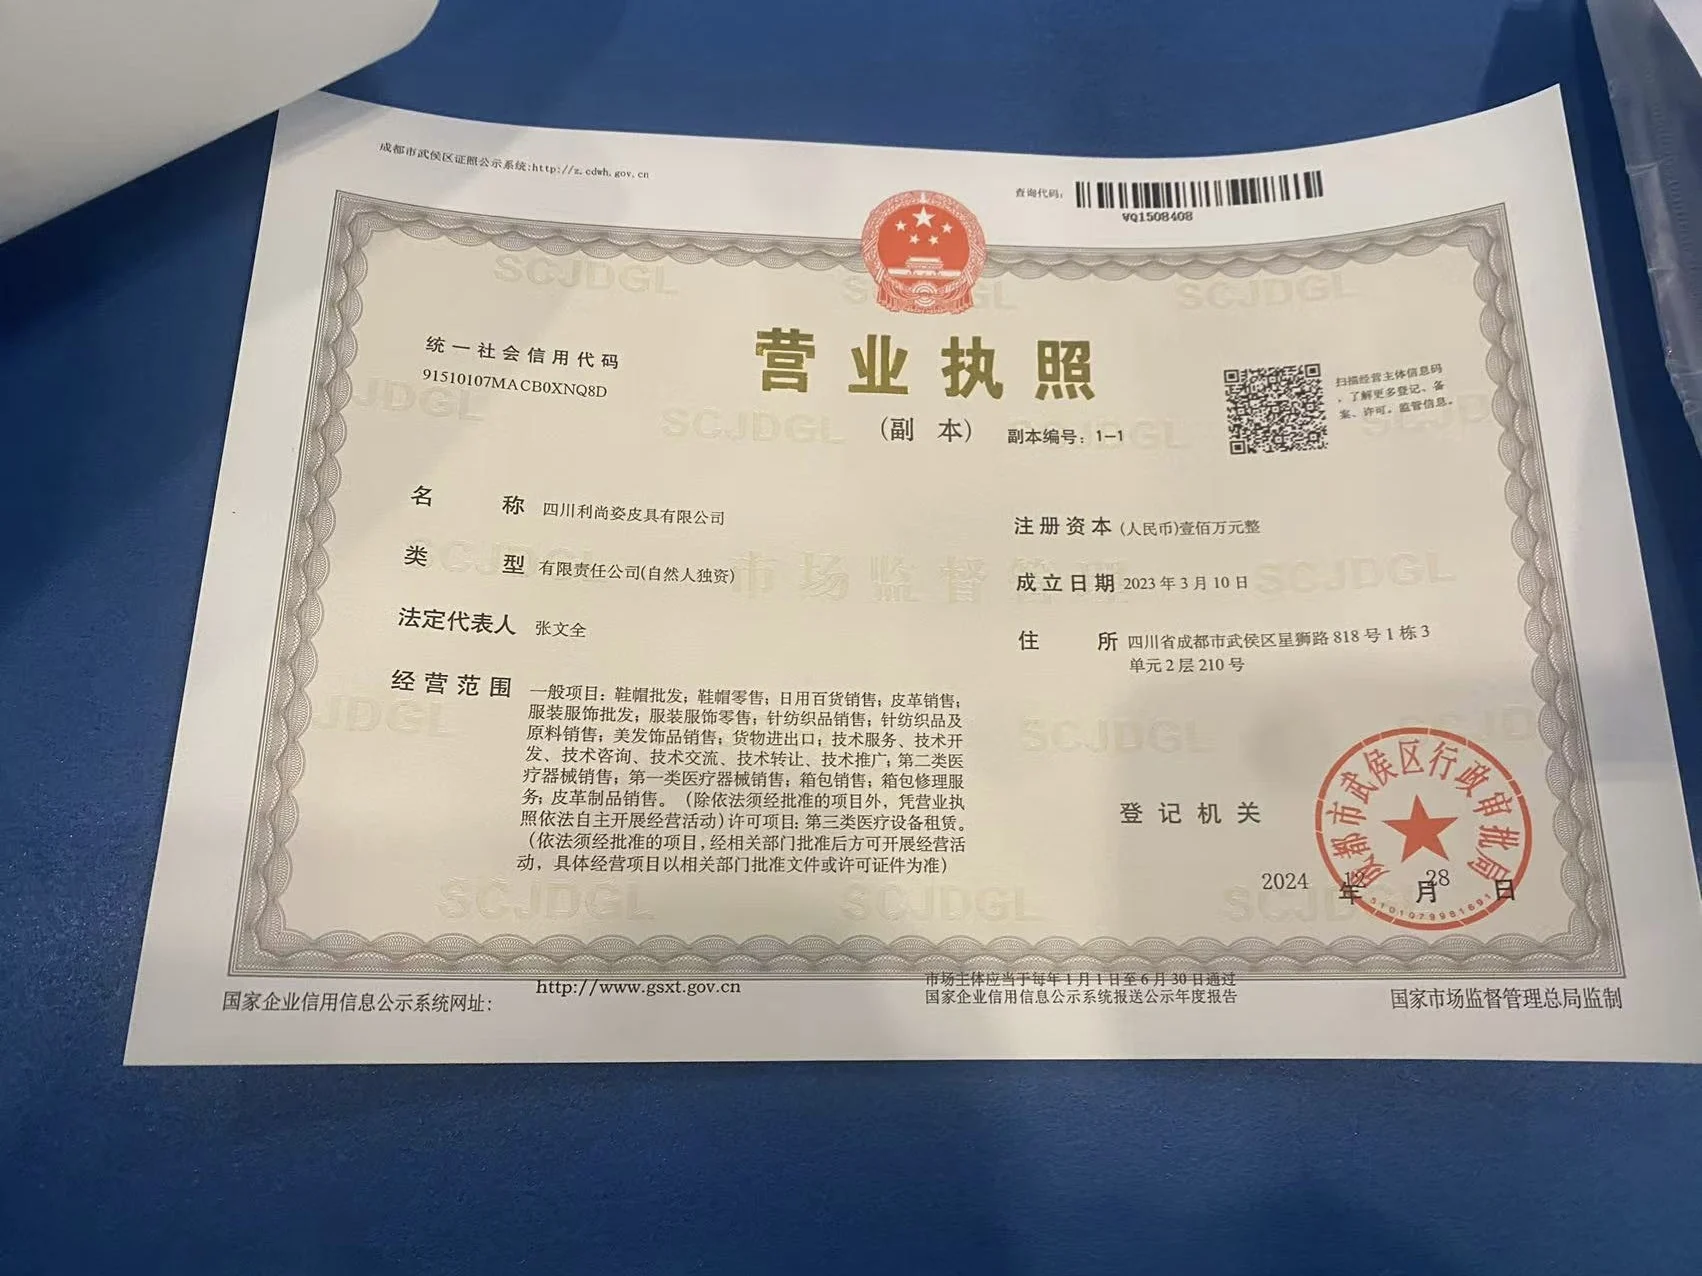 成都市武侯区证照公示系统:http://z.cdwh.gov.cn
查询代码:
WQ1508408
统一社会信用代码
91510107MACB0XNQ8D
营业执照
(副 本) 副本编号:1-1
扫描经营主体信息码
,了解更多登记、备
案、许可、监管信息。
名 称 四川利尚姿皮具有限公司
类 型 有限责任公司(自然人独资)
法定代表人 张文全
经营范围 一般项目:鞋帽批发;鞋帽零售;日用百货销售;皮革销售;
服装服饰批发;服装服饰零售;针纺织品销售;针纺织品及
原料销售;美发饰品销售;货物进出口;技术服务、技术开
发、技术咨询、技术交流、技术转让、技术推广;第二类医
疗器械销售;第一类医疗器械销售;箱包销售;箱包修理服
务;皮革制品销售。(除依法须经批准的项目外,凭营业执
照依法自主开展经营活动)许可项目:第三类医疗设备租赁。
(依法须经批准的项目,经相关部门批准后方可开展经营活
动,具体经营项目以相关部门批准文件或许可证件为准)
注册资本 (人民币)壹佰万元整
成立日期 2023年3月10日
住 所 四川省成都市武侯区星狮路818号1栋3
单元2层210号
登记机关
成都市武侯区行政审批局
2024 年 12 月 28 日
国家企业信用信息公示系统网址:
http://www.gsxt.gov.cn
市场主体应当于每年1月1日至6月30日通过
国家企业信用信息公示系统报送公示年度报告
国家市场监督管理总局监制
SCJDGL
市场监督管理